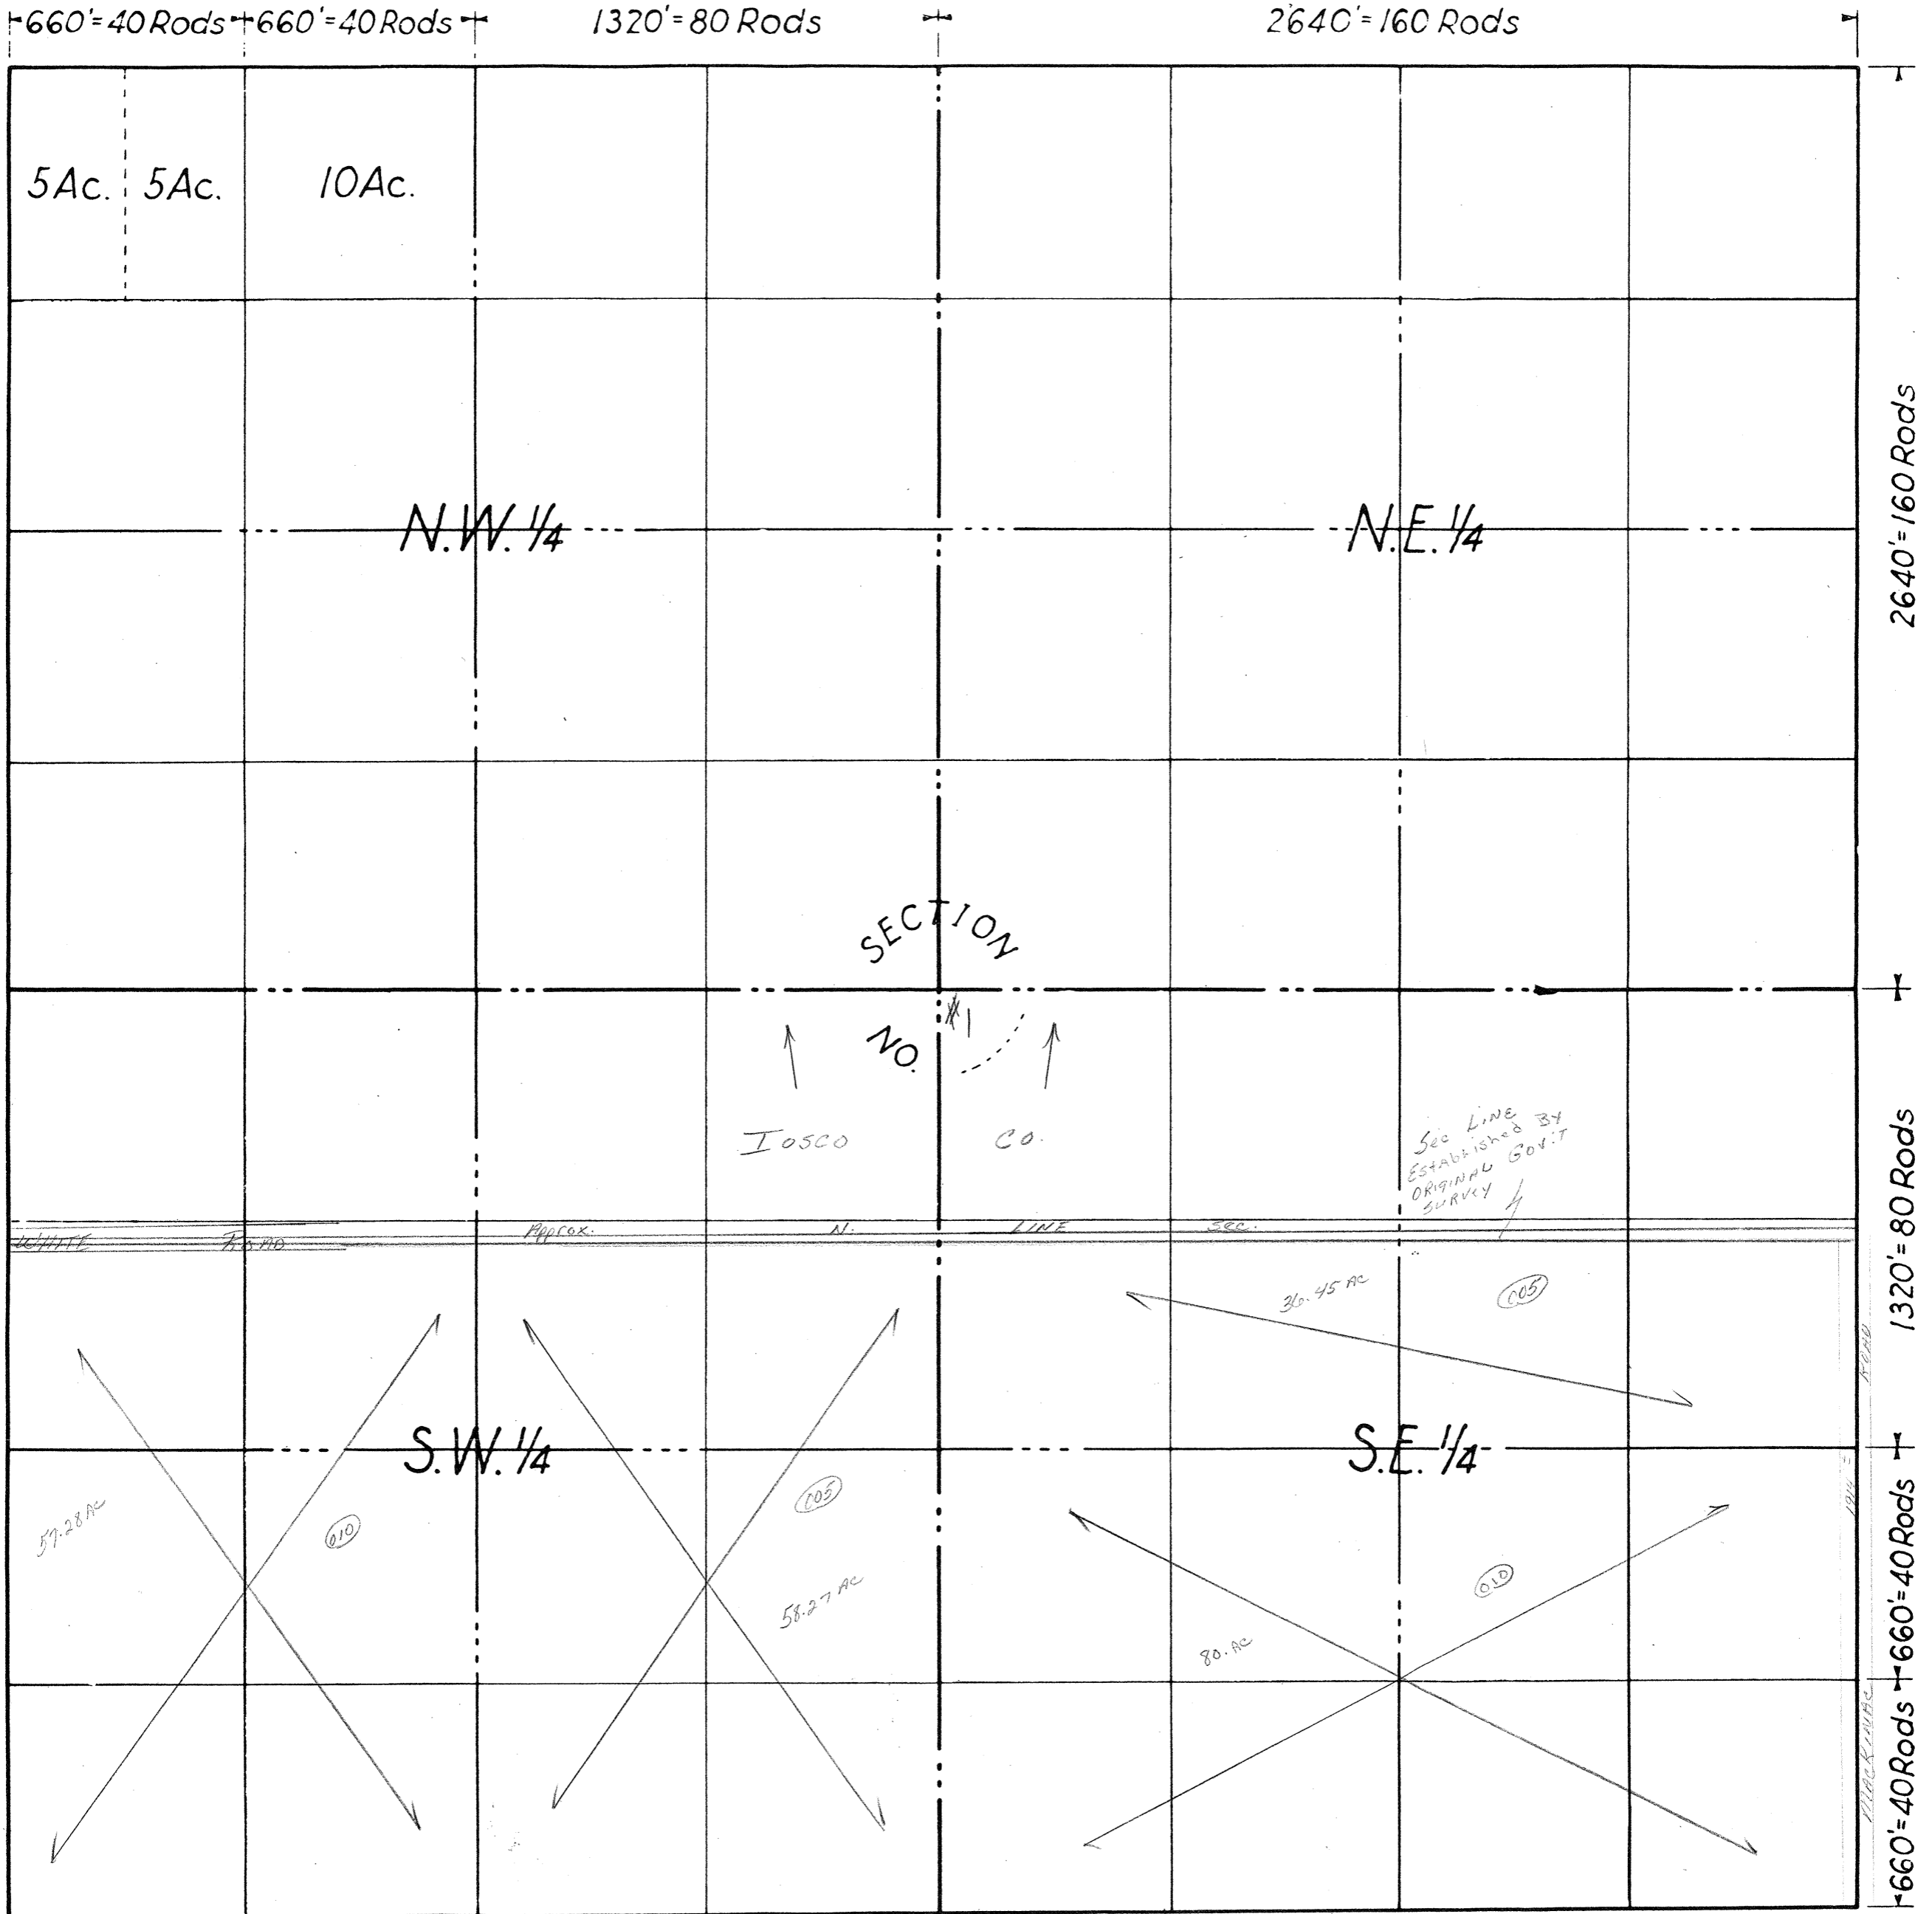 660'=40 Rods 660'=40 Rods 1320'=80 Rods 2640'=160 Rods
5Ac. 5Ac. 10Ac.
2640'=160 Rods
N.W. 1/4 N.E. 1/4
SECTION
NO. #1
Iosco Co.
Sec LINE
EstAblished BY
ORIGINAL GOV'T
SURVEY
1320'=80 Rods
Approx. N. LINE Sec.
WHITE ROAD
36.45 AC 005
S.W. 1/4 S.E. 1/4
57.28 AC 010
005
58.27 AC
010
80. AC
660'=40 Rods
660'=40 Rods
MACKINAC ROAD